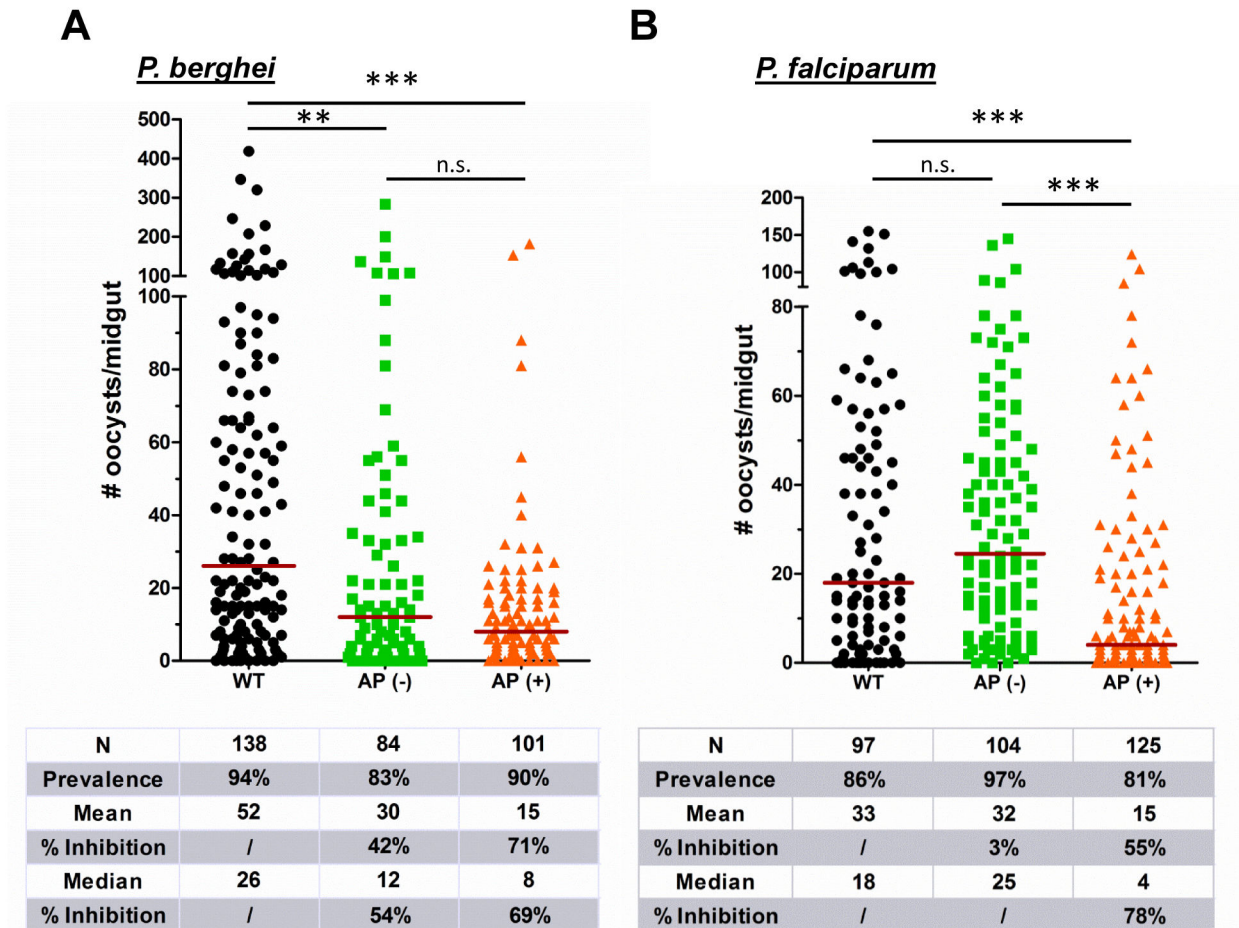 A
P. berghei
***
**
n.s.
500
400
300
200
100
100
80
60
40
20
0
# oocysts/midgut
WT AP (-) AP (+)
N 138 84 101
Prevalence 94% 83% 90%
Mean 52 30 15
% Inhibition / 42% 71%
Median 26 12 8
% Inhibition / 54% 69%
B
P. falciparum
***
n.s.
***
200
150
100
80
60
40
20
0
# oocysts/midgut
WT AP (-) AP (+)
N 97 104 125
Prevalence 86% 97% 81%
Mean 33 32 15
% Inhibition / 3% 55%
Median 18 25 4
% Inhibition / / 78%